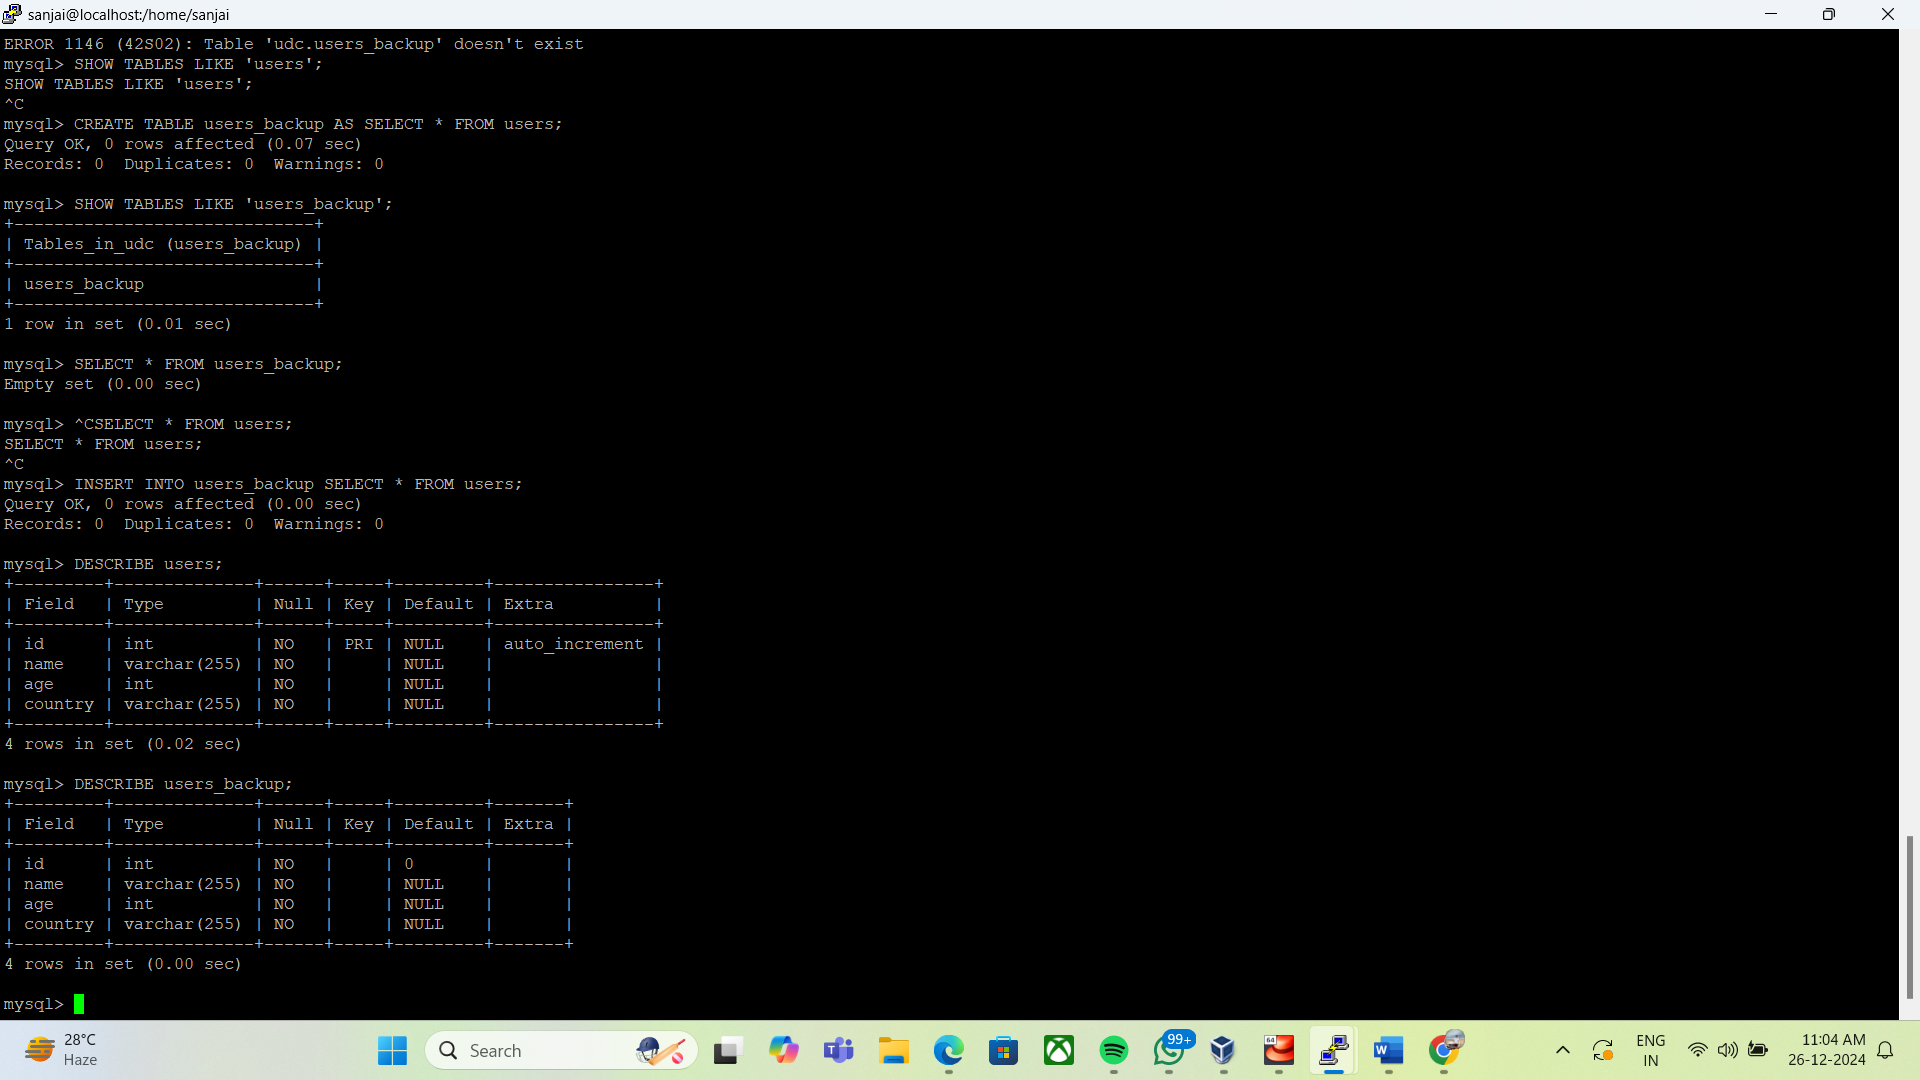 sanjai@localhost:/home/sanjai
ERROR 1146 (42S02): Table 'udc.users_backup' doesn't exist
mysql> SHOW TABLES LIKE 'users';
SHOW TABLES LIKE 'users';
^C
mysql> CREATE TABLE users_backup AS SELECT * FROM users;
Query OK, 0 rows affected (0.07 sec)
Records: 0  Duplicates: 0  Warnings: 0

mysql> SHOW TABLES LIKE 'users_backup';
+------------------------------+
| Tables_in_udc (users_backup) |
+------------------------------+
| users_backup                 |
+------------------------------+
1 row in set (0.01 sec)

mysql> SELECT * FROM users_backup;
Empty set (0.00 sec)

mysql> ^CSELECT * FROM users;
SELECT * FROM users;
^C
mysql> INSERT INTO users_backup SELECT * FROM users;
Query OK, 0 rows affected (0.00 sec)
Records: 0  Duplicates: 0  Warnings: 0

mysql> DESCRIBE users;
+---------+--------------+------+-----+---------+----------------+
| Field   | Type         | Null | Key | Default | Extra          |
+---------+--------------+------+-----+---------+----------------+
| id      | int          | NO   | PRI | NULL    | auto_increment |
| name    | varchar(255) | NO   |     | NULL    |                |
| age     | int          | NO   |     | NULL    |                |
| country | varchar(255) | NO   |     | NULL    |                |
+---------+--------------+------+-----+---------+----------------+
4 rows in set (0.02 sec)

mysql> DESCRIBE users_backup;
+---------+--------------+------+-----+---------+-------+
| Field   | Type         | Null | Key | Default | Extra |
+---------+--------------+------+-----+---------+-------+
| id      | int          | NO   |     | 0       |       |
| name    | varchar(255) | NO   |     | NULL    |       |
| age     | int          | NO   |     | NULL    |       |
| country | varchar(255) | NO   |     | NULL    |       |
+---------+--------------+------+-----+---------+-------+
4 rows in set (0.00 sec)

mysql>
28°C
Haze
Search
99+
64
ENG
IN
11:04 AM
26-12-2024